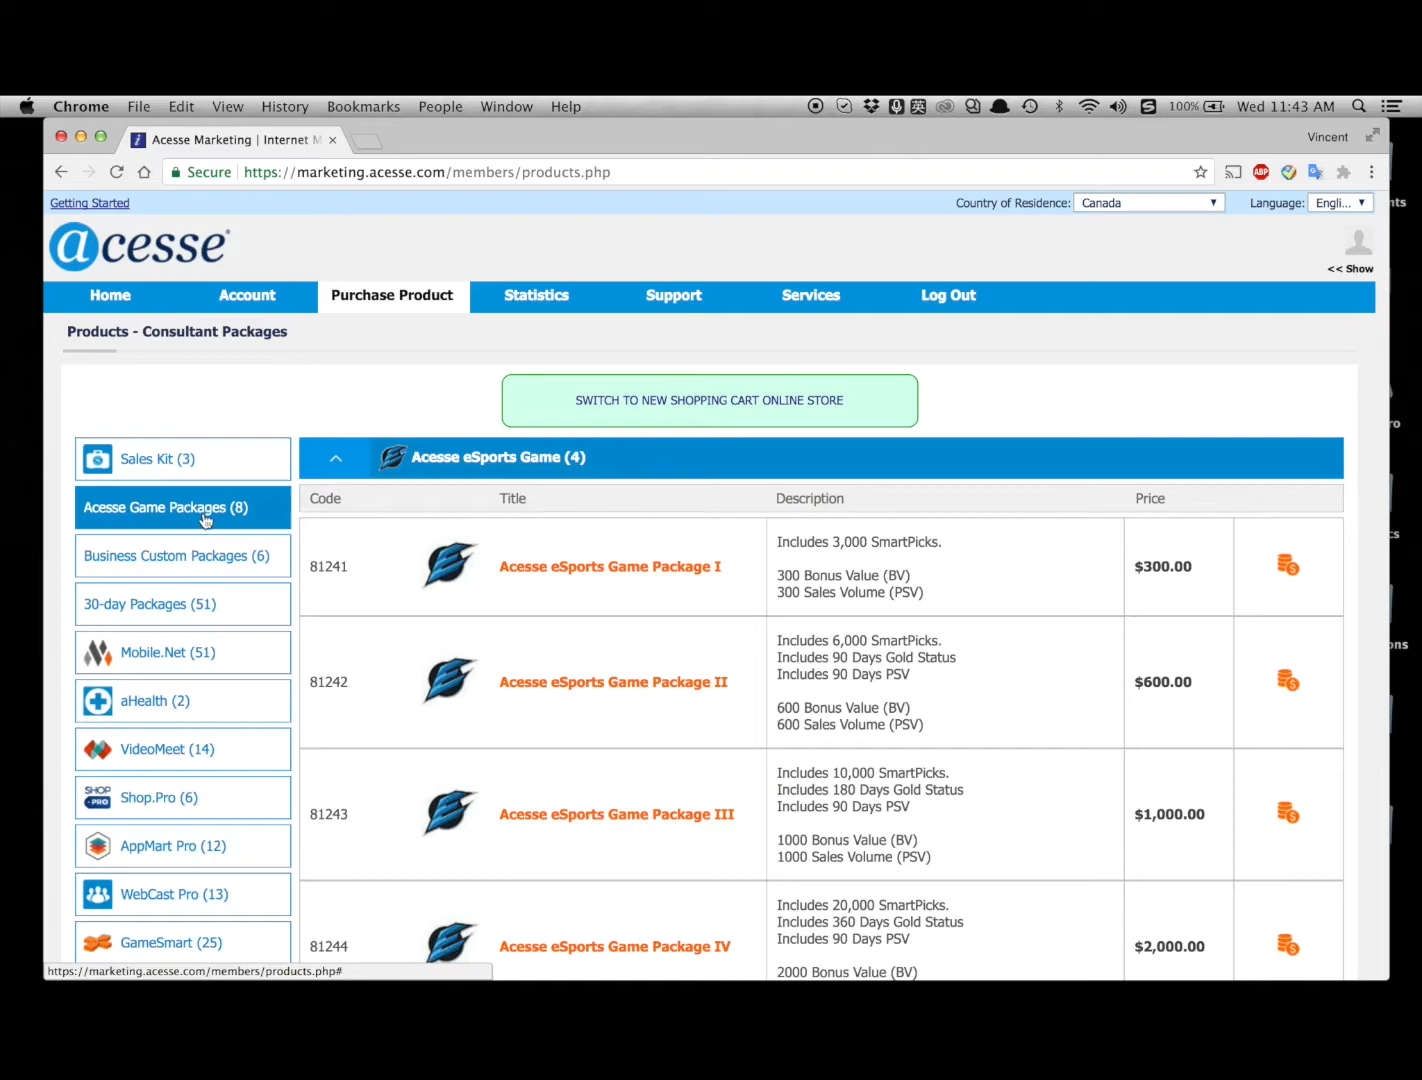 Chrome File Edit View History Bookmarks People Window Help 英 100% Wed 11:43 AM
Acesse Marketing | Internet M Vincent
Secure https://marketing.acesse.com/members/products.php ABP
Getting Started Country of Residence: Canada Language: Engli...
acesse
<< Show
Home Account Purchase Product Statistics Support Services Log Out
Products - Consultant Packages
SWITCH TO NEW SHOPPING CART ONLINE STORE
Sales Kit (3)
Acesse Game Packages (8)
Business Custom Packages (6)
30-day Packages (51)
Mobile.Net (51)
aHealth (2)
VideoMeet (14)
SHOP PRO
Shop.Pro (6)
AppMart Pro (12)
WebCast Pro (13)
GameSmart (25)
Acesse eSports Game (4)
Code Title Description Price
81241 Acesse eSports Game Package I
Includes 3,000 SmartPicks.
300 Bonus Value (BV)
300 Sales Volume (PSV)
$300.00
81242 Acesse eSports Game Package II
Includes 6,000 SmartPicks.
Includes 90 Days Gold Status
Includes 90 Days PSV
600 Bonus Value (BV)
600 Sales Volume (PSV)
$600.00
81243 Acesse eSports Game Package III
Includes 10,000 SmartPicks.
Includes 180 Days Gold Status
Includes 90 Days PSV
1000 Bonus Value (BV)
1000 Sales Volume (PSV)
$1,000.00
81244 Acesse eSports Game Package IV
Includes 20,000 SmartPicks.
Includes 360 Days Gold Status
Includes 90 Days PSV
2000 Bonus Value (BV)
$2,000.00
https://marketing.acesse.com/members/products.php#